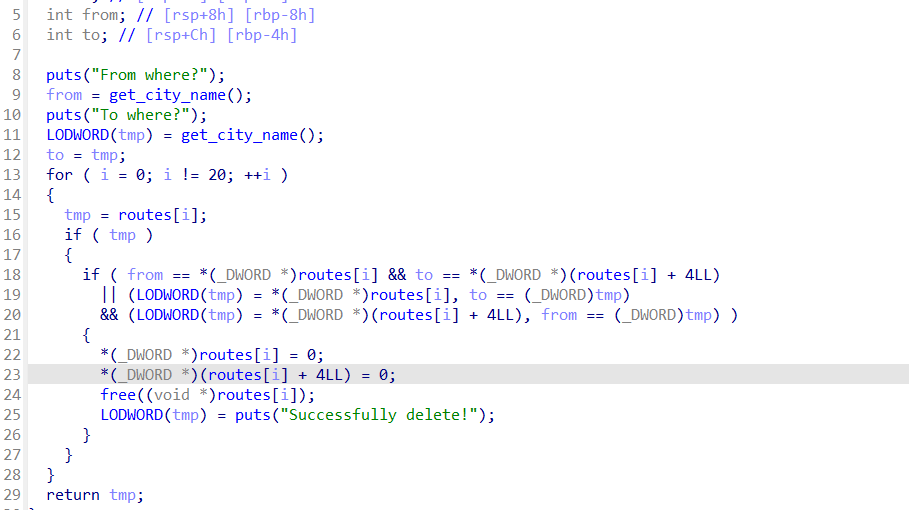 5 int from; // [rsp+8h] [rbp-8h]
6 int to; // [rsp+Ch] [rbp-4h]
7
8 puts("From where?");
9 from = get_city_name();
10 puts("To where?");
11 LODWORD(tmp) = get_city_name();
12 to = tmp;
13 for ( i = 0; i != 20; ++i )
14 {
15 tmp = routes[i];
16 if ( tmp )
17 {
18 if ( from == *(_DWORD *)routes[i] && to == *(_DWORD *)(routes[i] + 4LL)
19 || (LODWORD(tmp) = *(_DWORD *)routes[i], to == (_DWORD)tmp)
20 && (LODWORD(tmp) = *(_DWORD *)(routes[i] + 4LL), from == (_DWORD)tmp) )
21 {
22 *(_DWORD *)routes[i] = 0;
23 *(_DWORD *)(routes[i] + 4LL) = 0;
24 free((void *)routes[i]);
25 LODWORD(tmp) = puts("Successfully delete!");
26 }
27 }
28 }
29 return tmp;